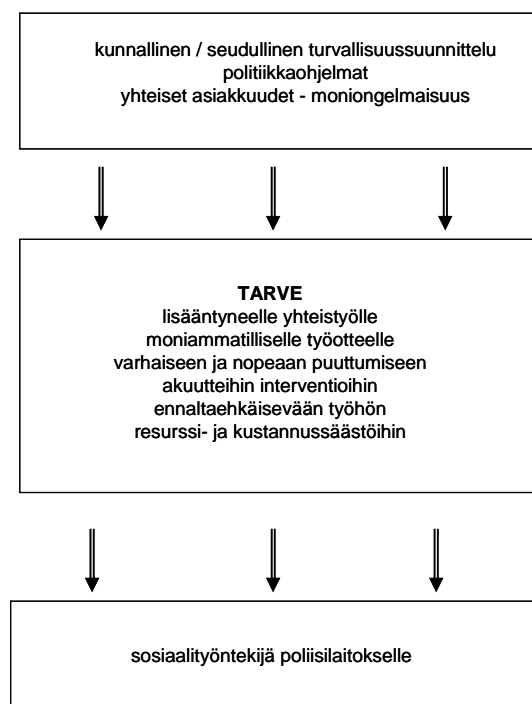 kunnallinen / seudullinen turvallisuussuunnittelu
politiikkaohjelmat
yhteiset asiakkuudet - moniongelmaisuus
TARVE
lisääntyneelle yhteistyölle
moniammatilliselle työotteelle
varhaiseen ja nopeaan puuttumiseen
akuutteihin interventioihin
ennaltaehkäisevään työhön
resurssi- ja kustannussäästöihin
sosiaalityöntekijä poliisilaitokselle